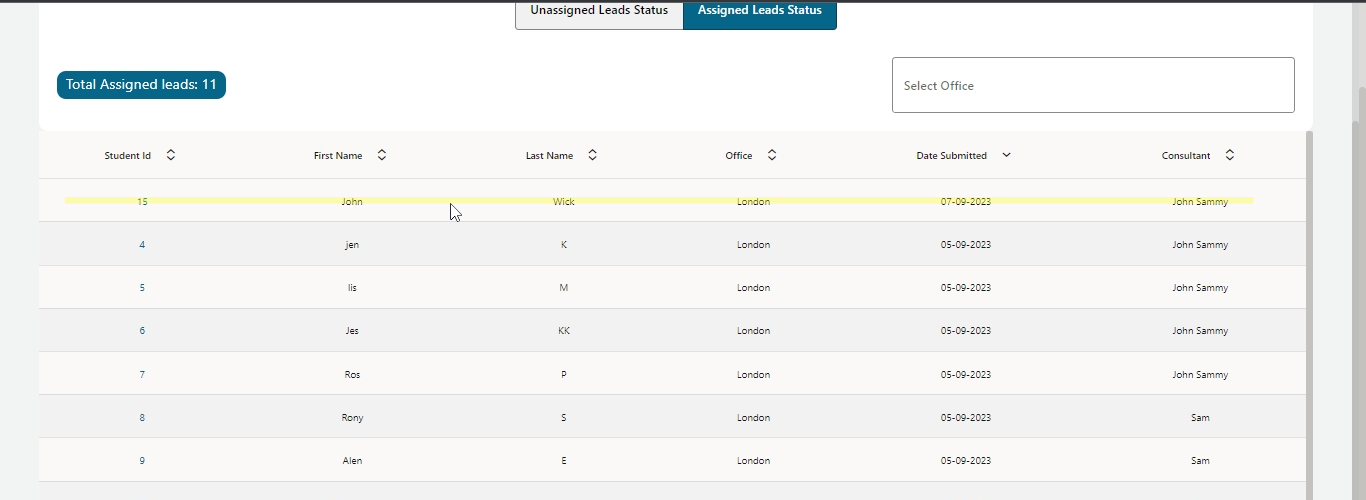 Unassigned Leads Status Assigned Leads Status
Total Assigned leads: 11 Select Office
Student Id First Name Last Name Office Date Submitted Consultant
15 John Wick London 07-09-2023 John Sammy
4 jen K London 05-09-2023 John Sammy
5 lis M London 05-09-2023 John Sammy
6 Jes KK London 05-09-2023 John Sammy
7 Ros P London 05-09-2023 John Sammy
8 Rony S London 05-09-2023 Sam
9 Alen E London 05-09-2023 Sam